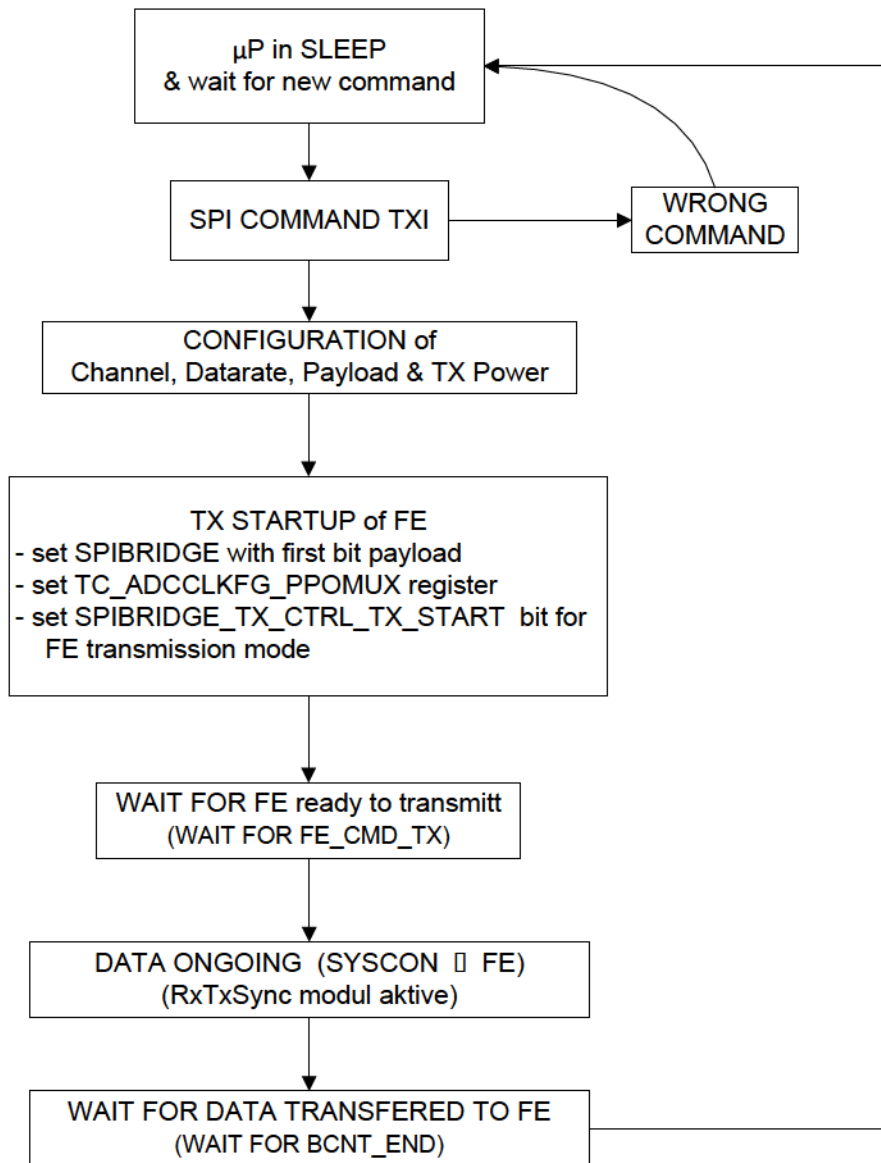 µP in SLEEP
& wait for new command
SPI COMMAND TXI
WRONG
COMMAND
CONFIGURATION of
Channel, Datarate, Payload & TX Power
TX STARTUP of FE
- set SPIBRIDGE with first bit payload
- set TC_ADCCLKFG_PPOMUX register
- set SPIBRIDGE_TX_CTRL_TX_START bit for
FE transmission mode
WAIT FOR FE ready to transmitt
(WAIT FOR FE_CMD_TX)
DATA ONGOING (SYSCON ▯ FE)
(RxTxSync modul aktive)
WAIT FOR DATA TRANSFERED TO FE
(WAIT FOR BCNT_END)